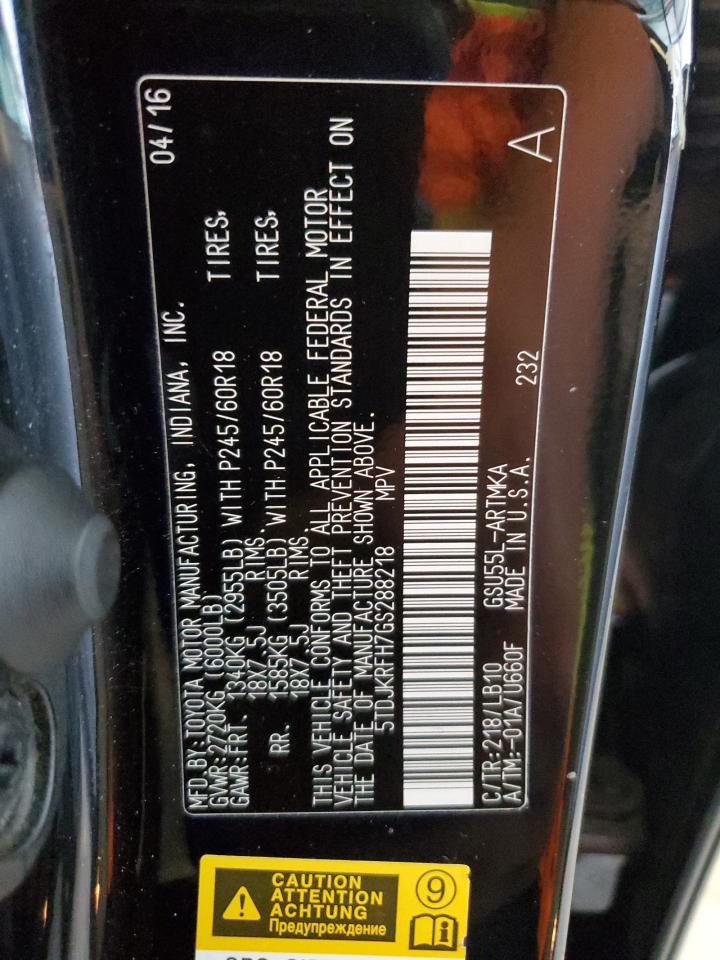 MFD.BY:TOYOTA MOTOR MANUFACTURING, INDIANA, INC. 04/16
GVWR:2720KG (6000LB)
GAWR:FRT. 1340KG (2955LB) WITH P245/60R18 TIRES,
18X7.5J RIMS.
RR. 1585KG (3505LB) WITH P245/60R18 TIRES,
18X7.5J RIMS.
THIS VEHICLE CONFORMS TO ALL APPLICABLE FEDERAL MOTOR
VEHICLE SAFETY AND THEFT PREVENTION STANDARDS IN EFFECT ON
THE DATE OF MANUFACTURE SHOWN ABOVE.
5TDJKRFH7GS288218 MPV
A
C/TR:218/LB10 GSU55L-ARTMKA 232
A/TM:-01A/U660F MADE IN U.S.A.
CAUTION
ATTENTION
ACHTUNG
Предупреждение
9